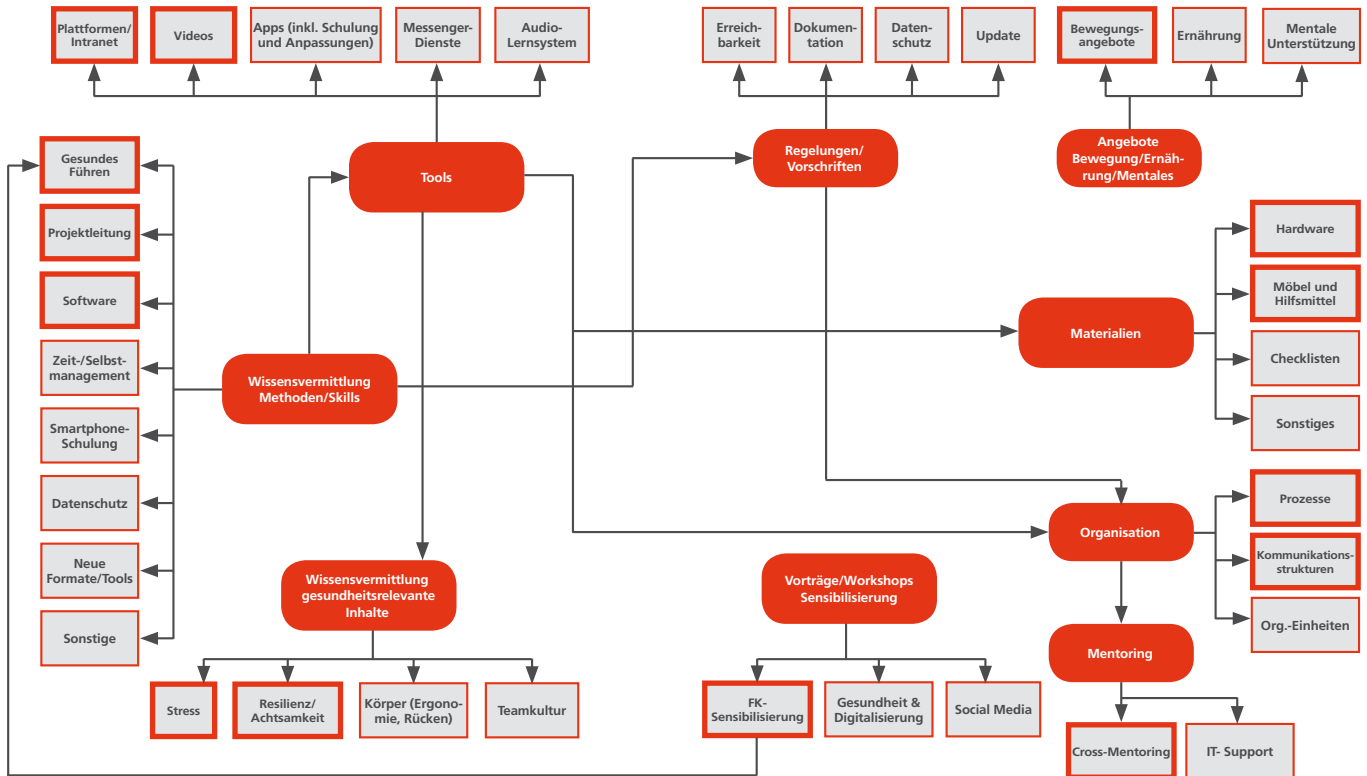 Plattformen/
Intranet
Videos
Apps (inkl. Schulung
und Anpassungen)
Messenger-
Dienste
Audio-
Lernsystem
Erreich-
barkeit
Dokumen-
tation
Daten-
schutz
Update
Bewegungs-
angebote
Ernährung
Mentale
Unterstützung
Gesundes
Führen
Tools
Regelungen/
Vorschriften
Angebote
Bewegung/Ernäh-
rung/Mentales
Projektleitung
Hardware
Software
Möbel und
Hilfsmittel
Materialien
Zeit-/Selbst-
management
Wissensvermittlung
Methoden/Skills
Checklisten
Smartphone-
Schulung
Sonstiges
Datenschutz
Prozesse
Organisation
Neue
Formate/Tools
Wissensvermittlung
gesundheitsrelevante
Inhalte
Vorträge/Workshops
Sensibilisierung
Kommunikations-
strukturen
Sonstige
Org.-Einheiten
Mentoring
Stress
Resilienz/
Achtsamkeit
Körper (Ergono-
mie, Rücken)
Teamkultur
FK-
Sensibilisierung
Gesundheit &
Digitalisierung
Social Media
Cross-Mentoring
IT- Support